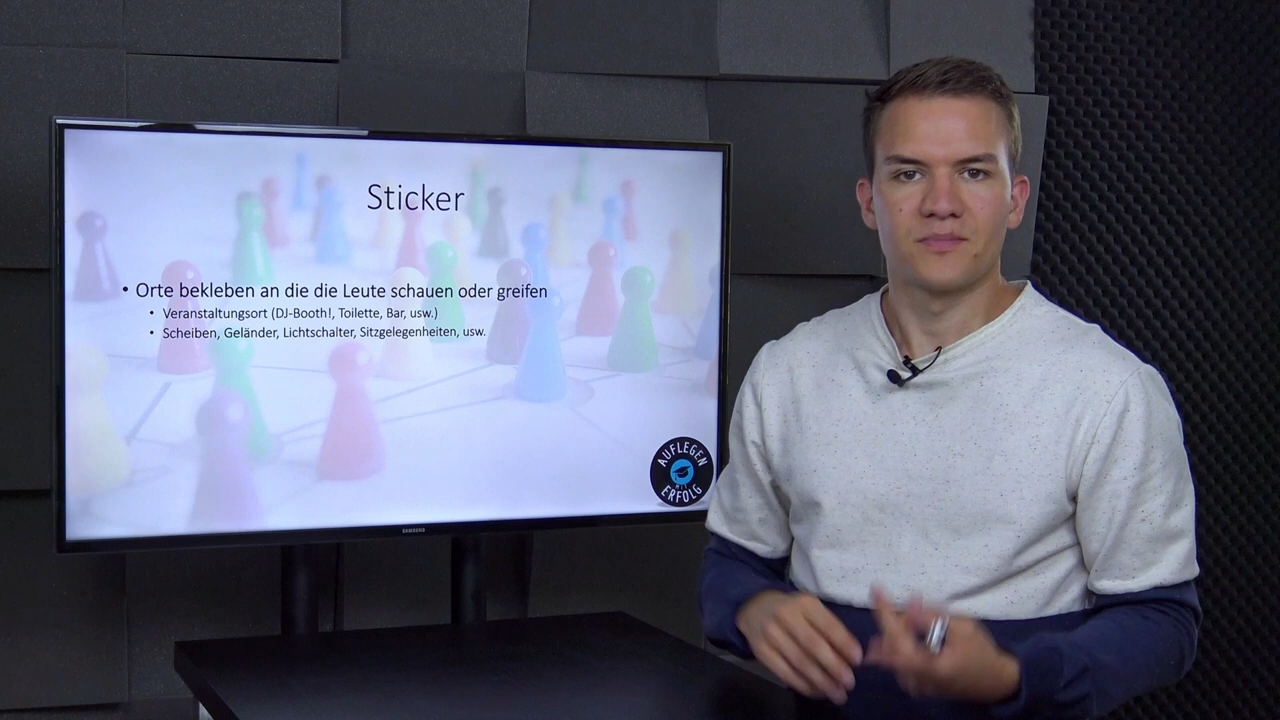 Sticker
• Orte bekleben an die die Leute schauen oder greifen
• Veranstaltungsort (DJ-Booth!, Toilette, Bar, usw.)
• Scheiben, Geländer, Lichtschalter, Sitzgelegenheiten, usw.
AUFLEGEN
MIT
ERFOLG
SAMSUNG